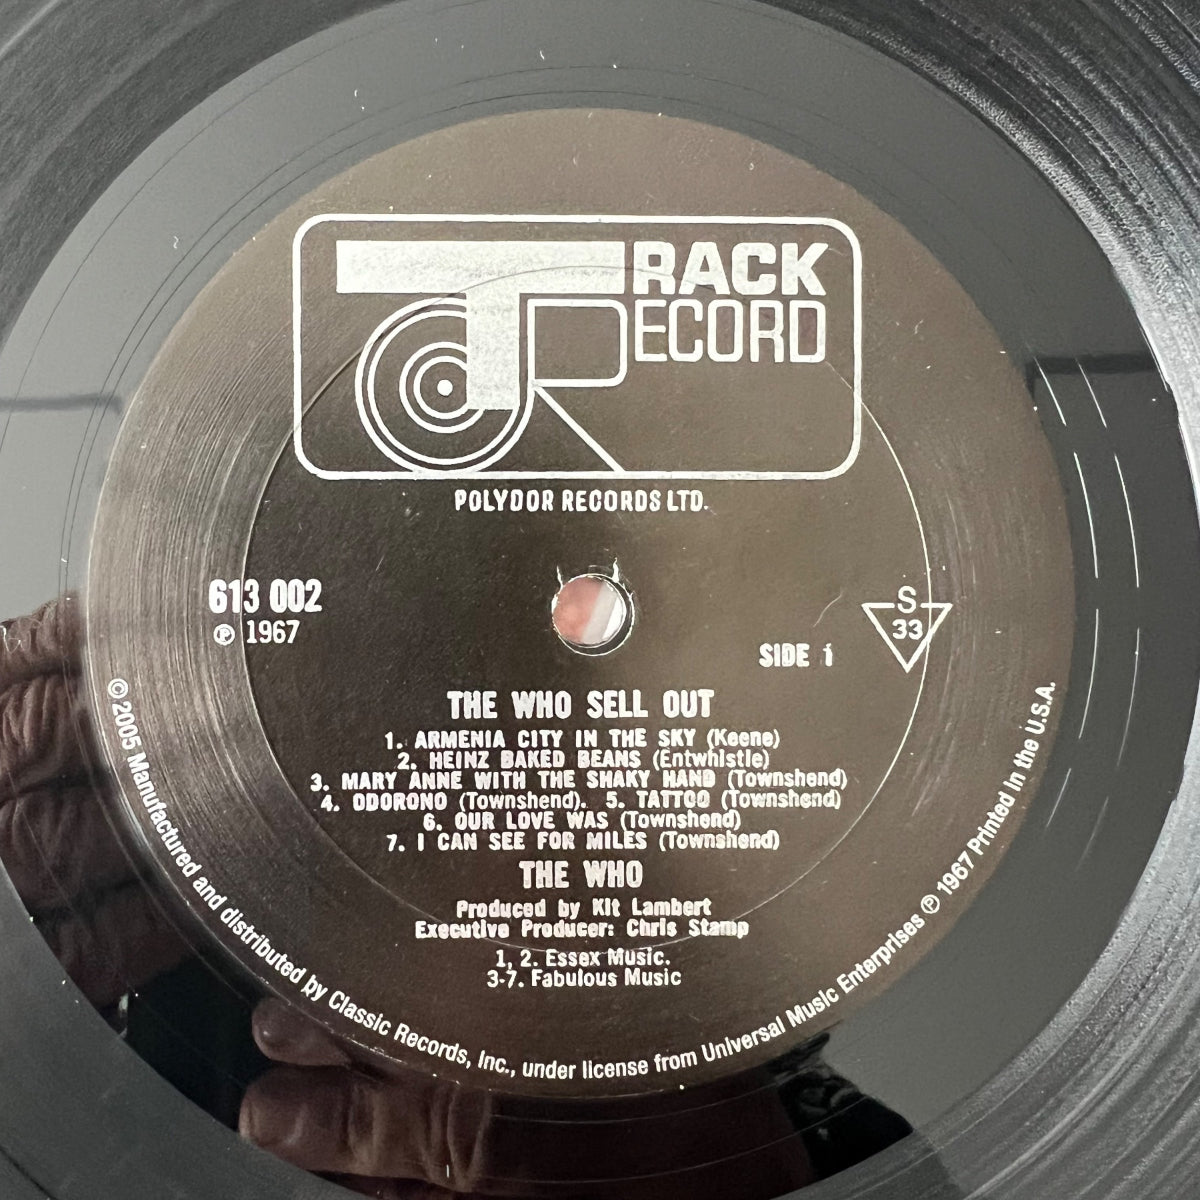 TRACK
RECORD
POLYDOR RECORDS LTD.
613 002
℗ 1967
SIDE 1
S
33
THE WHO SELL OUT
1. ARMENIA CITY IN THE SKY (Keene)
2. HEINZ BAKED BEANS (Entwhistle)
3. MARY ANNE WITH THE SHAKY HAND (Townshend)
4. ODORONO (Townshend). 5. TATTOO (Townshend)
6. OUR LOVE WAS (Townshend)
7. I CAN SEE FOR MILES (Townshend)
THE WHO
Produced by Kit Lambert
Executive Producer: Chris Stamp
1, 2. Essex Music.
3-7. Fabulous Music
© 2005 Manufactured and distributed by Classic Records, Inc., under license from Universal Music Enterprises ℗ 1967 Printed in the U.S.A.